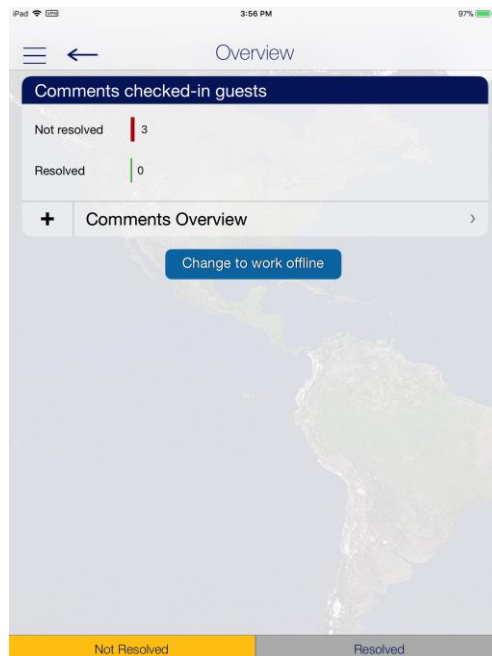 iPad VPN 3:56 PM 97%
Overview
Comments checked-in guests
Not resolved 3
Resolved 0
+ Comments Overview >
Change to work offline
Not Resolved Resolved